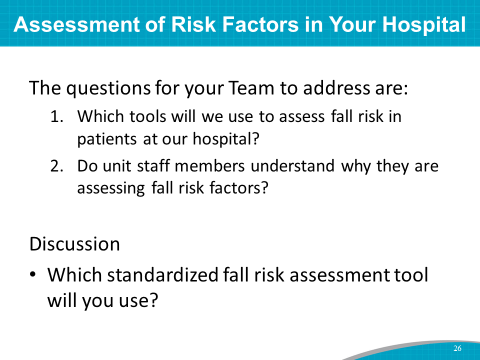 Assessment of Risk Factors in Your Hospital
The questions for your Team to address are:
1. Which tools will we use to assess fall risk in
patients at our hospital?
2. Do unit staff members understand why they are
assessing fall risk factors?
Discussion
• Which standardized fall risk assessment tool
will you use?
26